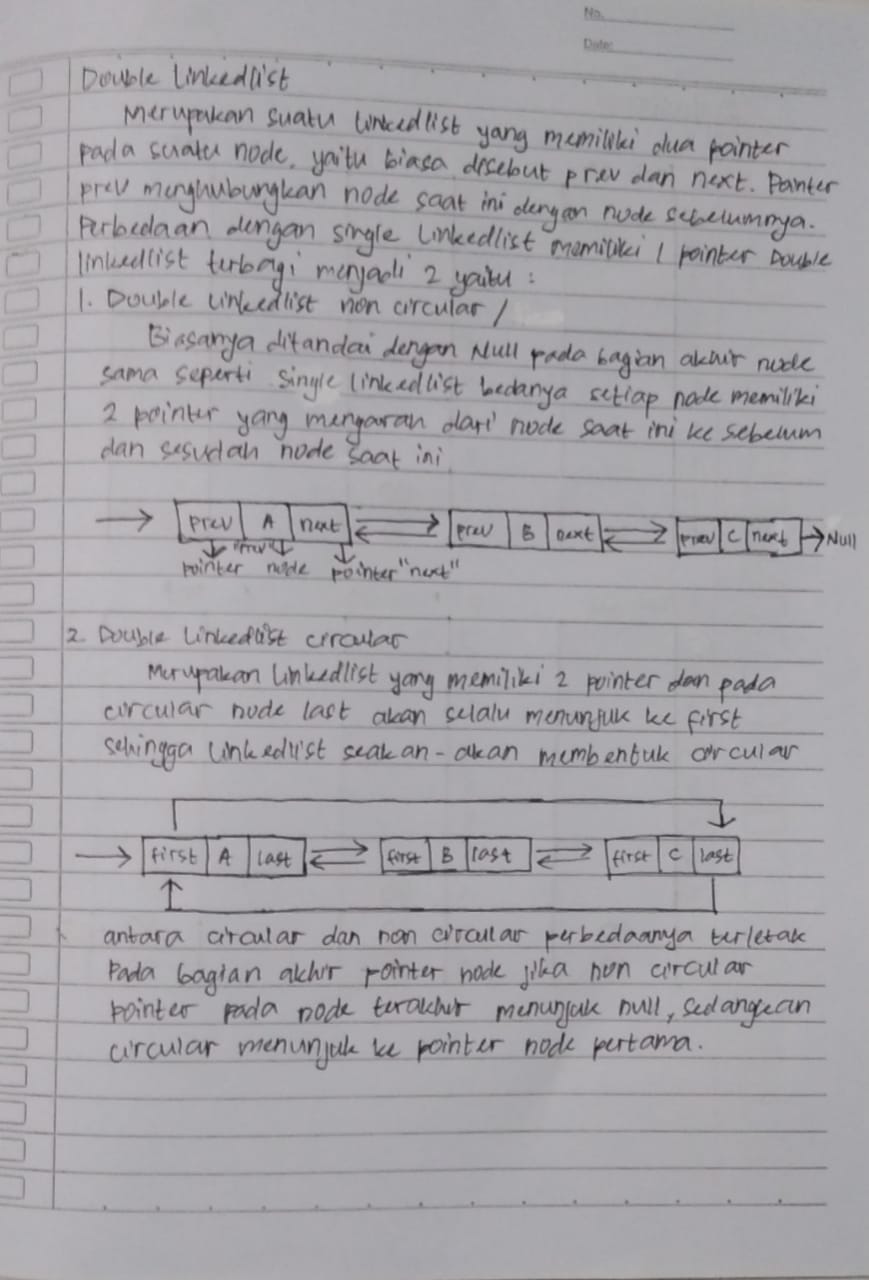 No.
Date:
Double Linkedlist
Merupakan suatu linkedlist yang memiliki dua pointer
pada suatu node, yaitu biasa disebut prev dan next. Pointer
prev menghubungkan node saat ini dengan node sebelumnya.
Perbedaan dengan single linkedlist memiliki 1 pointer Double
linkedlist terbagi menjadi 2 yaitu :
1. Double linkedlist non circular /
Biasanya ditandai dengan Null pada bagian akhir node
sama seperti single linkedlist bedanya setiap node memiliki
2 pointer yang mengarah dari node saat ini ke sebelum
dan sesudah node saat ini
prev A next prev B next prev C next Null
"Prev"
pointer node pointer "next"
2. Double linkedlist circular
Merupakan linkedlist yang memiliki 2 pointer dan pada
circular node last akan selalu menunjuk ke first
sehingga linkedlist seakan-akan membentuk circular
first A last first B last first C last
antara circular dan non circular perbedaanya terletak
Pada bagian akhir pointer node jika non circular
pointer pada node terakhir menunjuk null, sedangkan
circular menunjuk ke pointer node pertama.